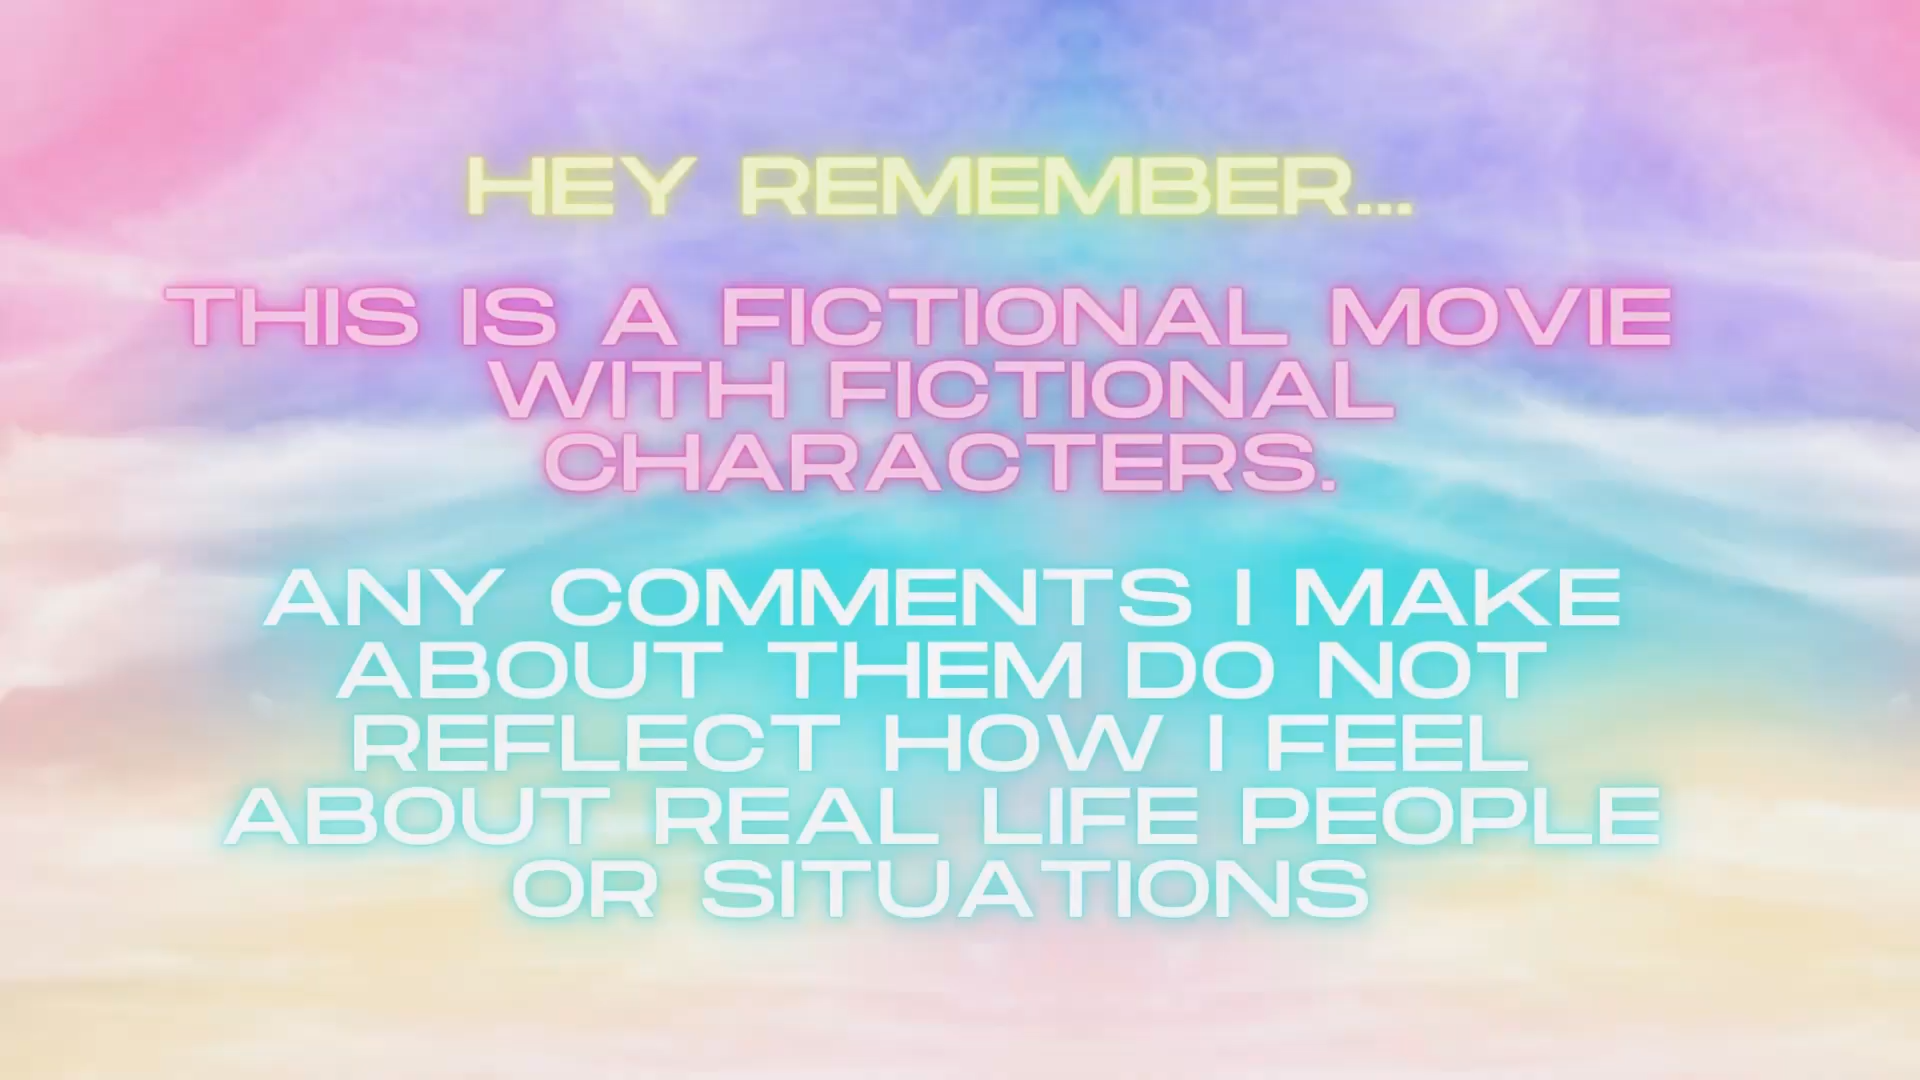 HEY REMEMBER...
THIS IS A FICTIONAL MOVIE
WITH FICTIONAL
CHARACTERS.
ANY COMMENTS I MAKE
ABOUT THEM DO NOT
REFLECT HOW I FEEL
ABOUT REAL LIFE PEOPLE
OR SITUATIONS